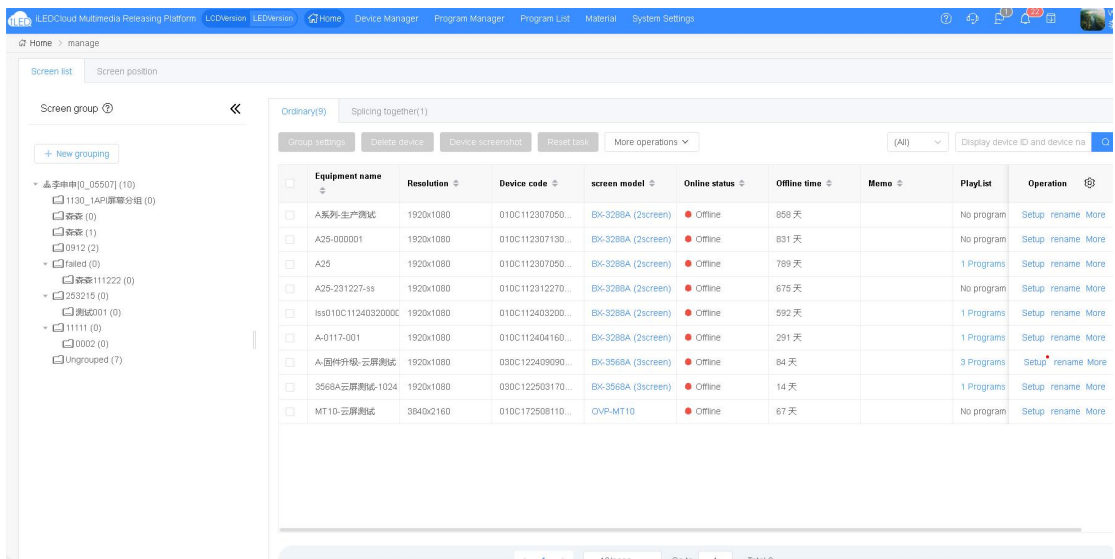 iLEDCloud Multimedia Releasing Platform LCDVersion LEDVersion Home Device Manager Program Manager Program List Material System Settings 1 22
Home > manage
Screen list Screen position
Screen group
Ordinary(9) Splicing together(1)
Group settings Delete device Device screenshot Reset task More operations (All) Display device ID and device na
+ New grouping
李申申[0_05507] (10)
1130_1API屏幕分组 (0)
森森 (0)
森森 (1)
0912 (2)
failed (0)
森森111222 (0)
253215 (0)
测试001 (0)
11111 (0)
0002 (0)
Ungrouped (7)
Equipment name Resolution Device code screen model Online status Offline time Memo PlayList Operation
A系列-生产测试 1920x1080 010C112307050... BX-3288A (2screen) Offline 858 天 No program Setup rename More
A25-000001 1920x1080 010C112307130... BX-3288A (2screen) Offline 831 天 No program Setup rename More
A25 1920x1080 010C112307050... BX-3288A (2screen) Offline 789 天 1 Programs Setup rename More
A25-231227-ss 1920x1080 010C112312270... BX-3288A (2screen) Offline 675 天 No program Setup rename More
lss010C1124032000C 1920x1080 010C112403200... BX-3288A (2screen) Offline 592 天 1 Programs Setup rename More
A-0117-001 1920x1080 010C112404160... BX-3288A (2screen) Offline 291 天 1 Programs Setup rename More
A-固件升级-云屏测试 1920x1080 030C122409090... BX-3568A (3screen) Offline 84 天 3 Programs Setup rename More
3568A云屏测试-1024 1920x1080 030C122503170... BX-3568A (3screen) Offline 14 天 1 Programs Setup rename More
MT10-云屏测试 3840x2160 010C172508110... OVP-MT10 Offline 67 天 No program Setup rename More